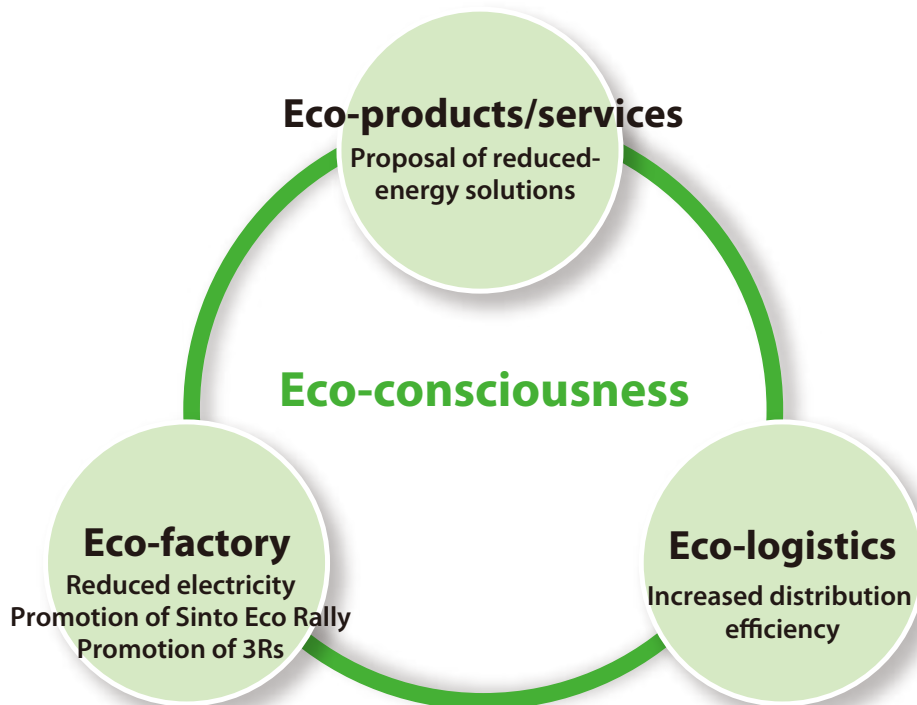 Eco-products/services
Proposal of reduced-
energy solutions
Eco-consciousness
Eco-factory
Reduced electricity
Promotion of Sinto Eco Rally
Promotion of 3Rs
Eco-logistics
Increased distribution
efficiency